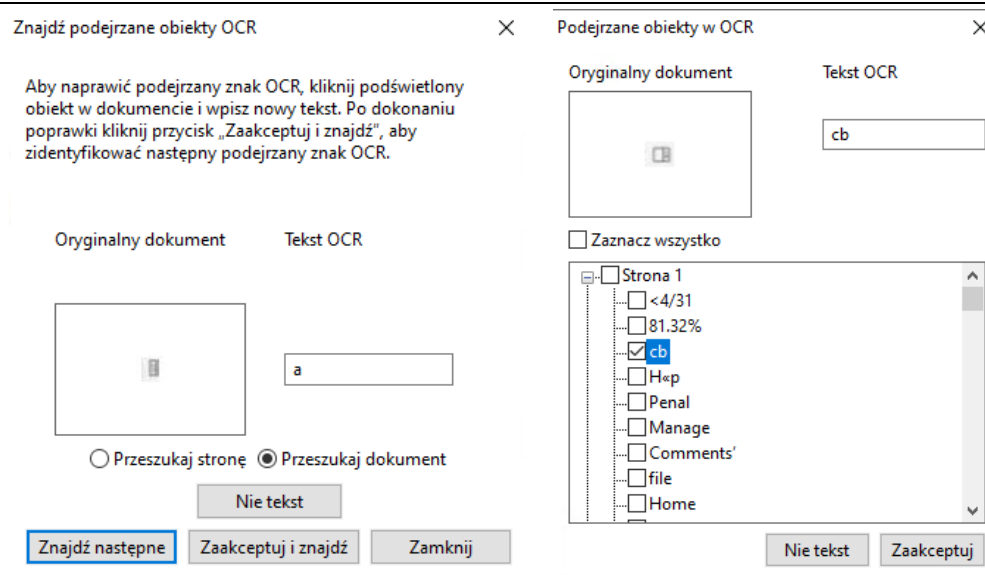 Znajdź podejrzane obiekty OCR
Aby naprawić podejrzany znak OCR, kliknij podświetlony
obiekt w dokumencie i wpisz nowy tekst. Po dokonaniu
poprawki kliknij przycisk „Zaakceptuj i znajdź“, aby
zidentyfikować następny podejrzany znak OCR.
Oryginalny dokument Tekst OCR
a
Przeszukaj stronę Przeszukaj dokument
Nie tekst
Znajdź następne Zaakceptuj i znajdź Zamknij
Podejrzane obiekty w OCR
Oryginalny dokument Tekst OCR
cb
Zaznacz wszystko
Strona 1
<4/31
81.32%
cb
H«p
Penal
Manage
Comments’
file
Home
Nie tekst Zaakceptuj